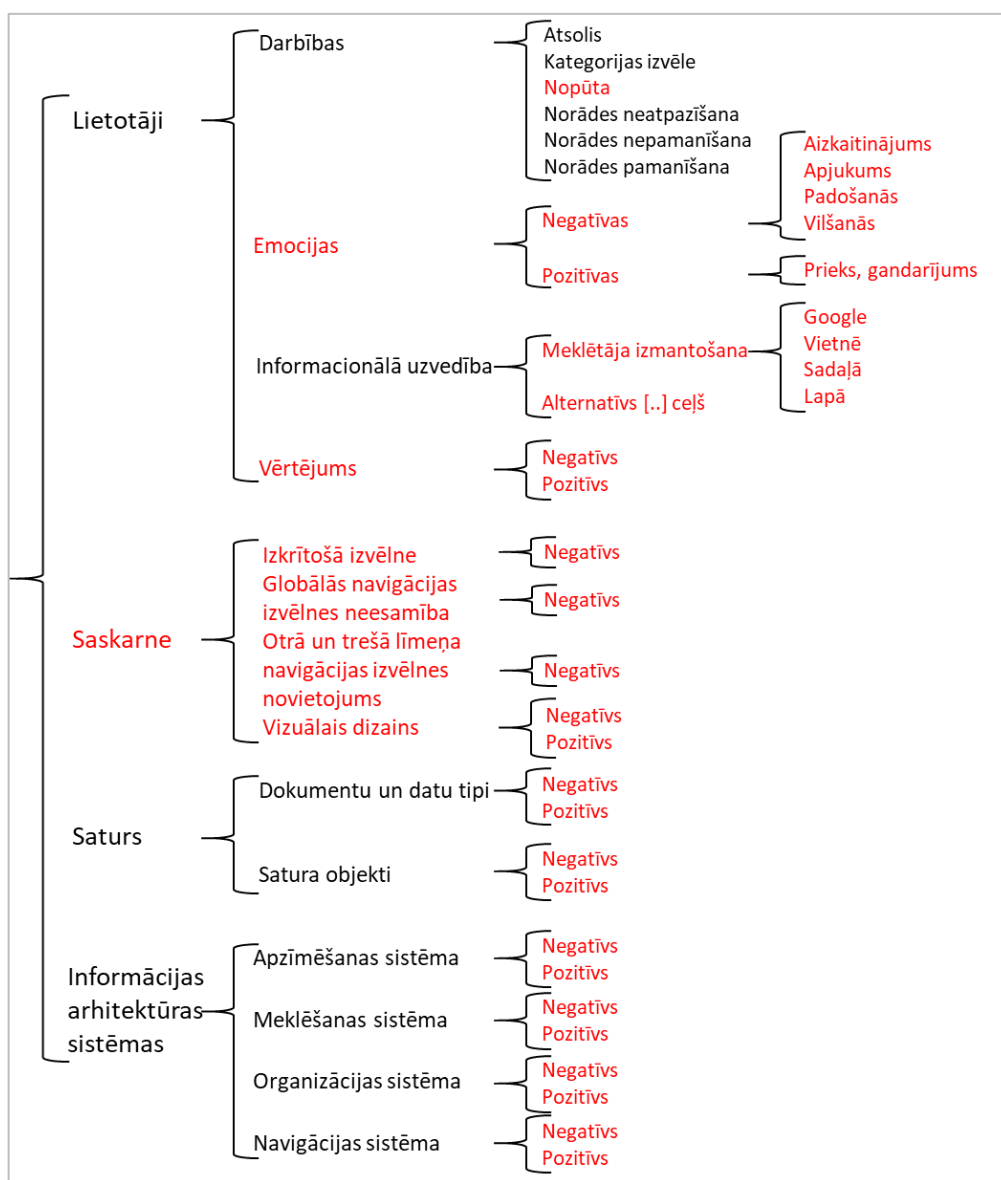 Lietotāji
Darbības
Atsolis
Kategorijas izvēle
Nopūta
Norādes neatpazīšana
Norādes nepamanīšana
Norādes pamanīšana
Emocijas
Negatīvas
Aizkaitinājums
Apjukums
Padošanās
Vilšanās
Pozitīvas
Prieks, gandarījums
Informacionālā uzvedība
Meklētāja izmantošana
Google
Vietnē
Sadaļā
Lapā
Alternatīvs [..] ceļš
Vērtējums
Negatīvs
Pozitīvs
Saskarne
Izkrītošā izvēlne
Negatīvs
Globālās navigācijas
izvēlnes neesamība
Negatīvs
Otrā un trešā līmeņa
navigācijas izvēlnes
novietojums
Negatīvs
Vizuālais dizains
Negatīvs
Pozitīvs
Saturs
Dokumentu un datu tipi
Negatīvs
Pozitīvs
Satura objekti
Negatīvs
Pozitīvs
Informācijas
arhitektūras
sistēmas
Apzīmēšanas sistēma
Negatīvs
Pozitīvs
Meklēšanas sistēma
Negatīvs
Pozitīvs
Organizācijas sistēma
Negatīvs
Pozitīvs
Navigācijas sistēma
Negatīvs
Pozitīvs